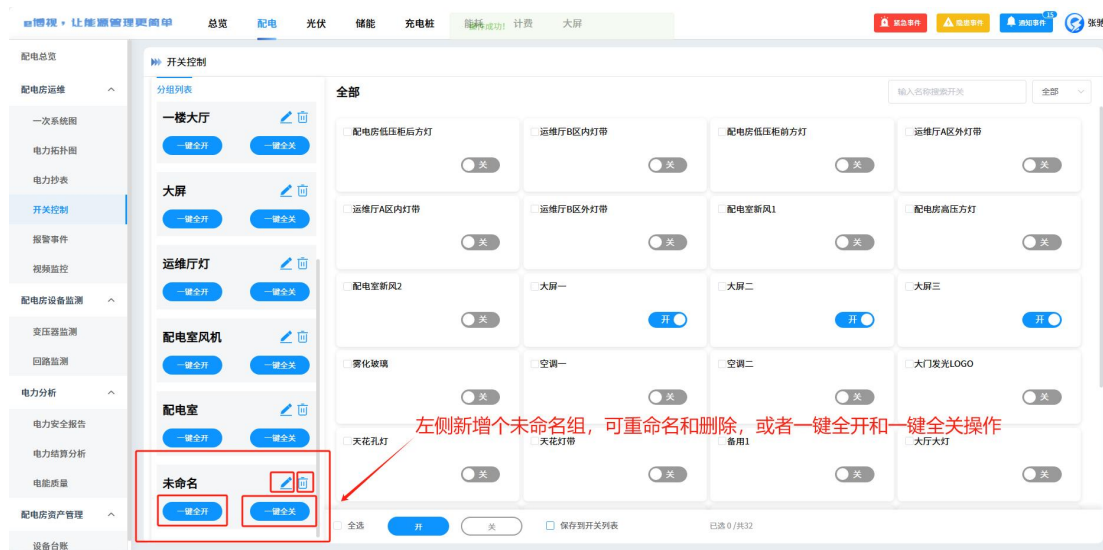 e博视·让能源管理更简单
总览
配电
光伏
储能
充电桩
能耗
计费
大屏
紧急事件
隐患事件
通知事件
配电总览
配电房运维
一次系统图
电力拓扑图
电力抄表
开关控制
报警事件
视频监控
配电房设备监测
变压器监测
回路监测
电力分析
电力安全报告
电力结算分析
电能质量
配电房资产管理
设备台账
开关控制
分组列表
一楼大厅
一键全开 一键全关
大屏
一键全开 一键全关
运维厅灯
一键全开 一键全关
配电室风机
一键全开 一键全关
配电室
一键全开 一键全关
未命名
一键全开 一键全关
全部
输入名称搜索开关
全部
配电房低压柜后方灯 运维厅B区内灯带 配电房低压柜前方灯 运维厅A区外灯带
关 关 关 关
运维厅A区内灯带 运维厅B区外灯带 配电室新风1 配电房高压方灯
关 关 关 关
配电室新风2 大屏一 大屏二 大屏三
关 开 开 开
雾化玻璃 空调一 空调二 大门发光LOGO
关 关 关 关
左侧新增个未命名组，可重命名和删除，或者一键全开和一键全关操作
天花孔灯 天花灯带 备用1 大厅大灯
关 关 关 关
全选 开 关 保存到开关列表 已选 0 /共32